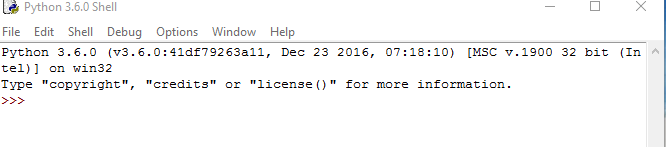 Python 3.6.0 Shell
File Edit Shell Debug Options Window Help
Python 3.6.0 (v3.6.0:41df79263a11, Dec 23 2016, 07:18:10) [MSC v.1900 32 bit (In
tel)] on win32
Type "copyright", "credits" or "license()" for more information.
>>>